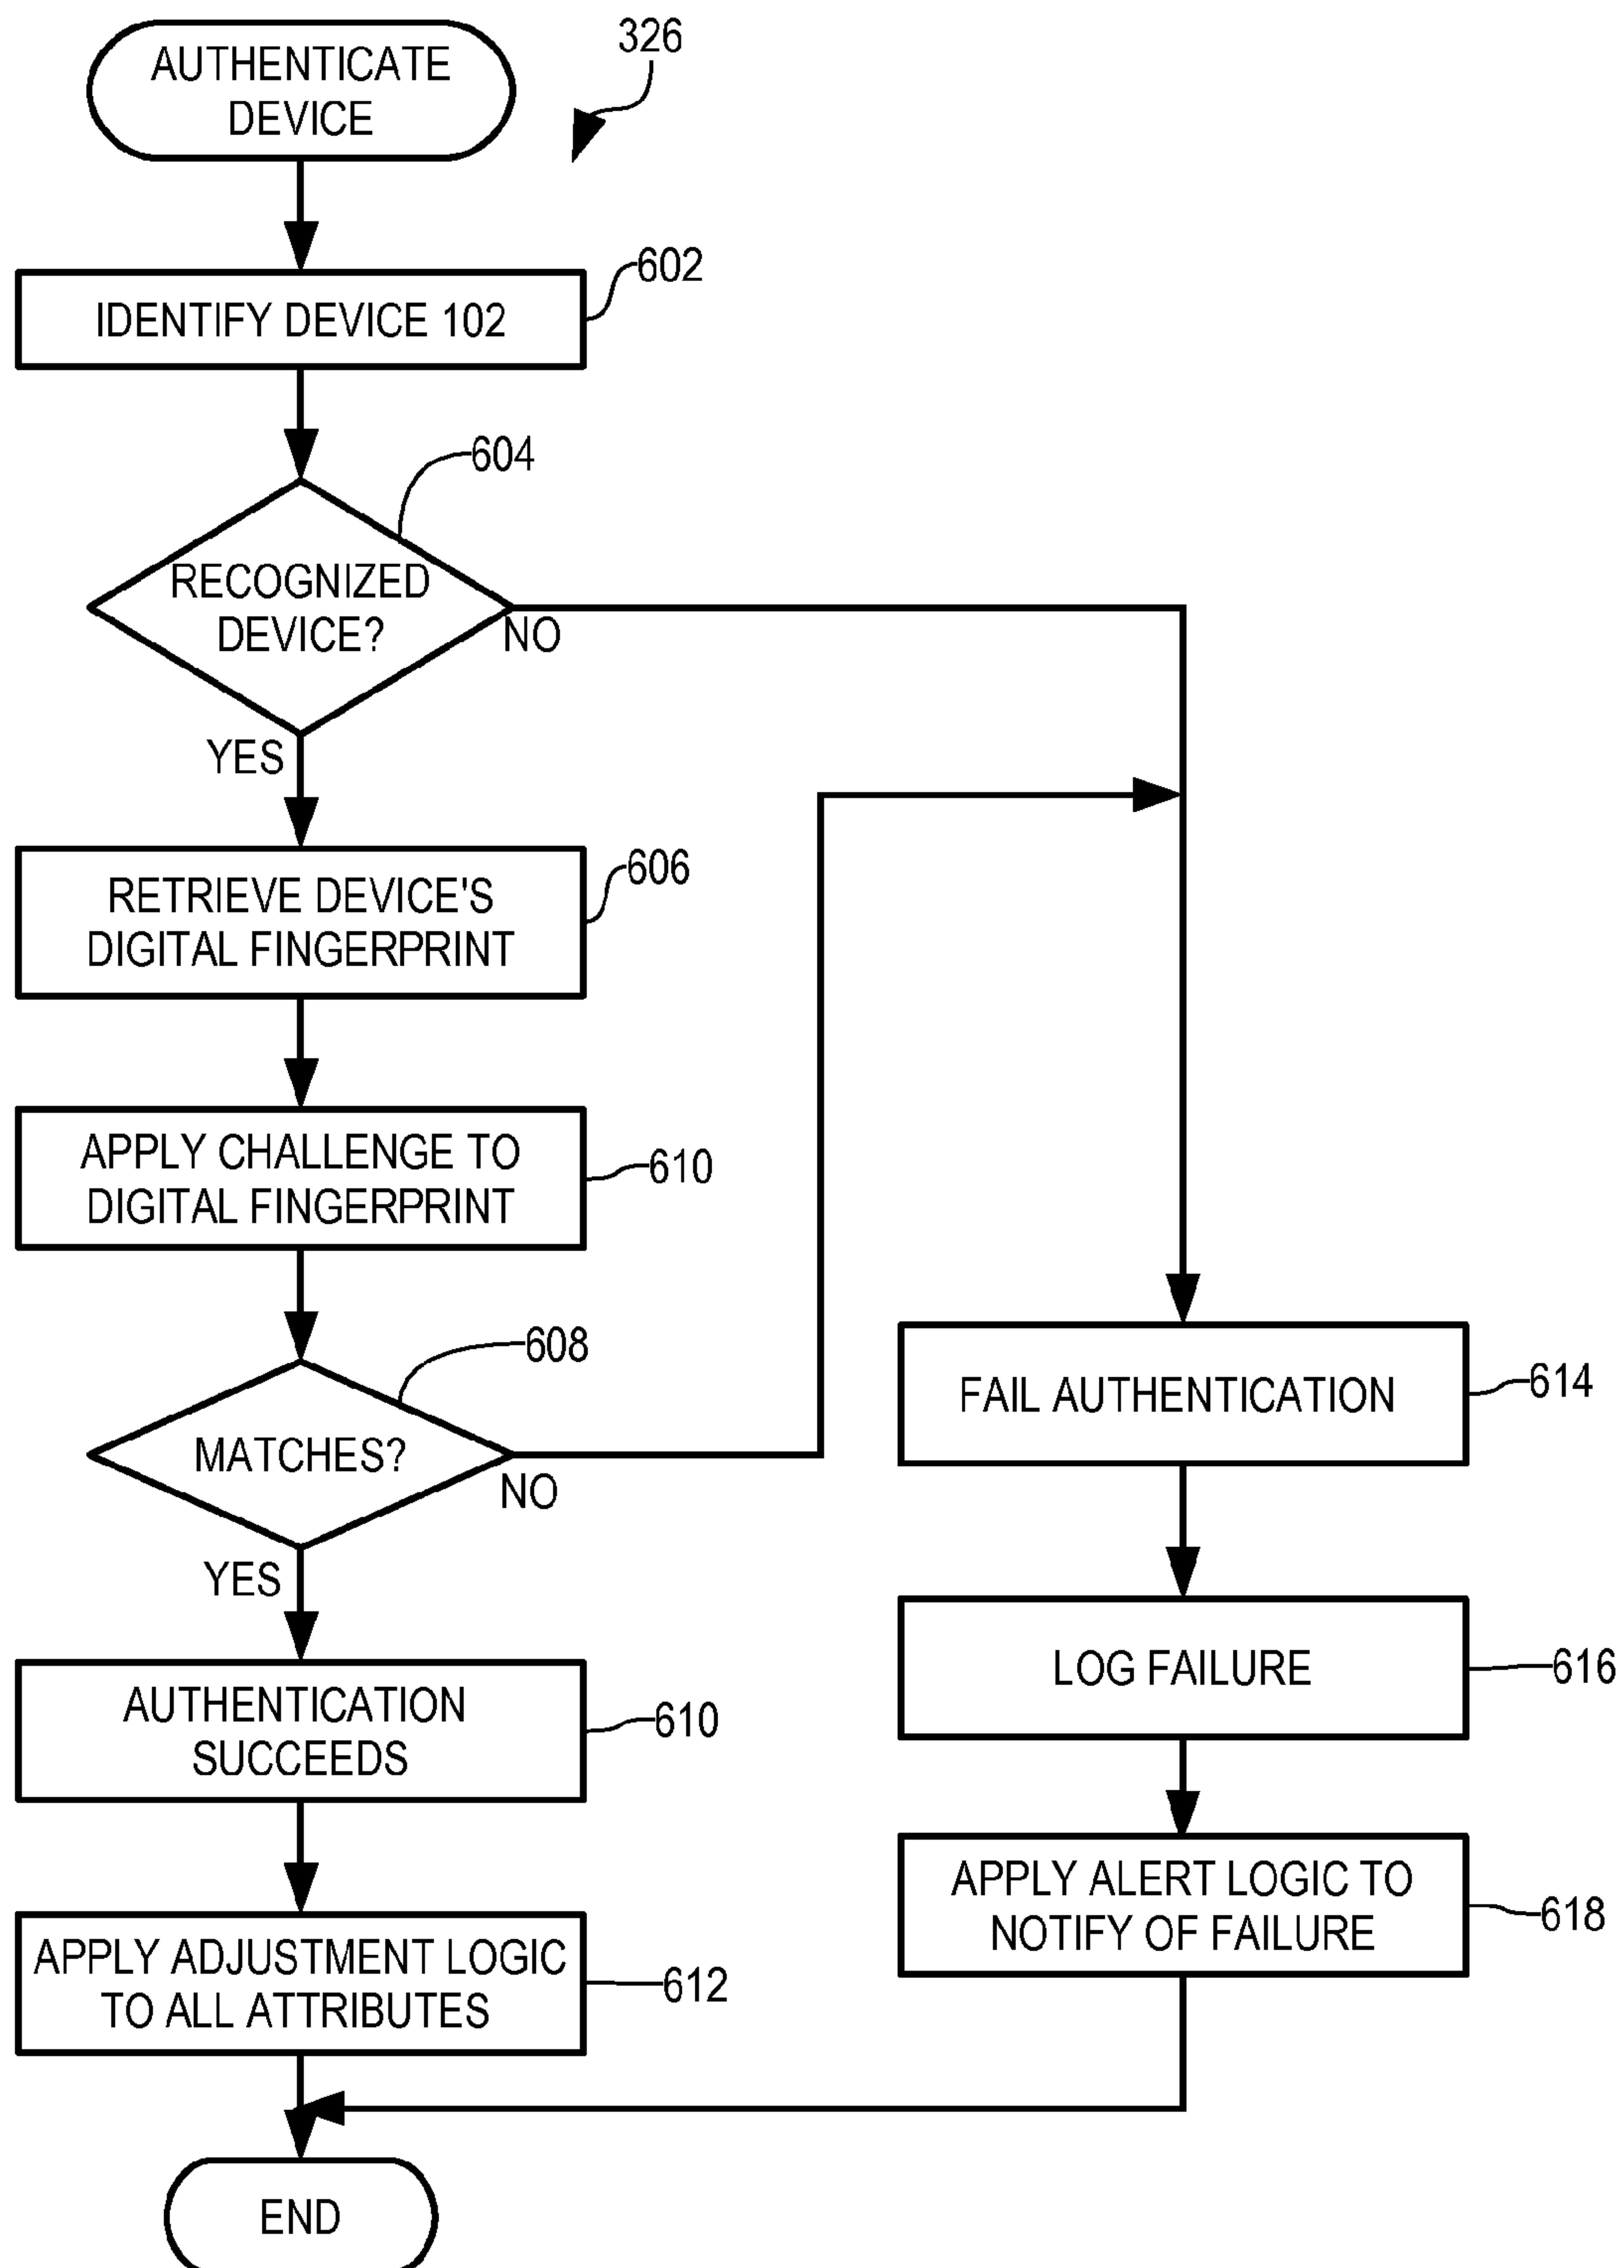 AUTHENTICATE
DEVICE
326
IDENTIFY DEVICE 102
602
604
RECOGNIZED
DEVICE?
NO
YES
RETRIEVE DEVICE'S
DIGITAL FINGERPRINT
606
APPLY CHALLENGE TO
DIGITAL FINGERPRINT
610
608
MATCHES?
NO
YES
AUTHENTICATION
SUCCEEDS
610
APPLY ADJUSTMENT LOGIC
TO ALL ATTRIBUTES
612
FAIL AUTHENTICATION
614
LOG FAILURE
616
APPLY ALERT LOGIC TO
NOTIFY OF FAILURE
618
END